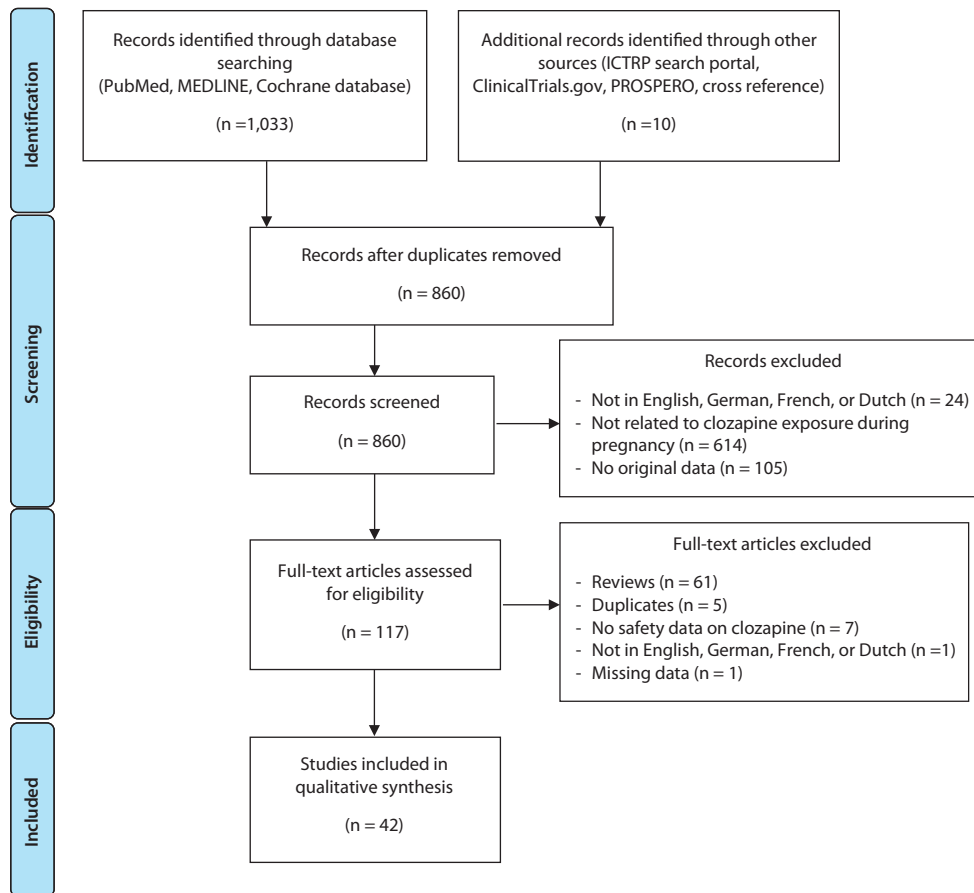 Identification
Records identified through database
searching
(PubMed, MEDLINE, Cochrane database)
(n =1,033)
Additional records identified through other
sources (ICTRP search portal,
ClinicalTrials.gov, PROSPERO, cross reference)
(n =10)
Screening
Records after duplicates removed
(n = 860)
Records screened
(n = 860)
Records excluded
- Not in English, German, French, or Dutch (n = 24)
- Not related to clozapine exposure during
pregnancy (n = 614)
- No original data (n = 105)
Eligibility
Full-text articles assessed
for eligibility
(n = 117)
Full-text articles excluded
- Reviews (n = 61)
- Duplicates (n = 5)
- No safety data on clozapine (n = 7)
- Not in English, German, French, or Dutch (n =1)
- Missing data (n = 1)
Included
Studies included in
qualitative synthesis
(n = 42)